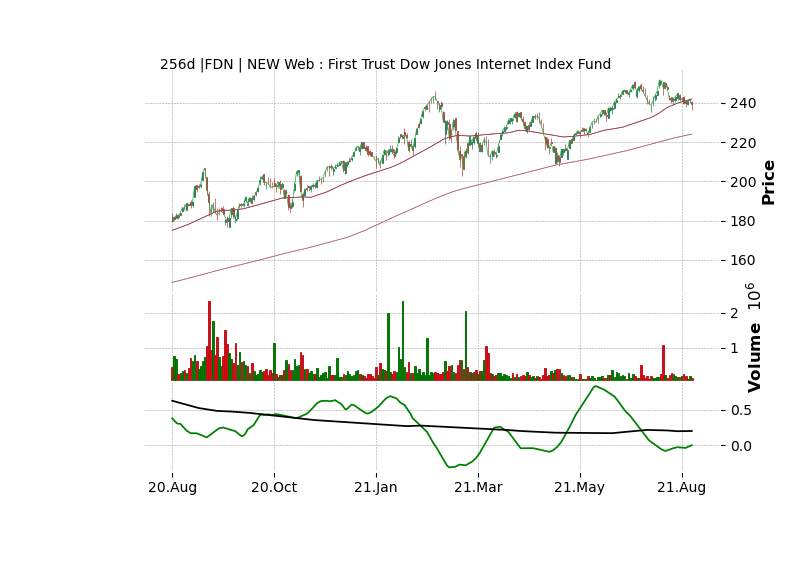 256d |FDN | NEW Web : First Trust Dow Jones Internet Index Fund
240
220
200
180
160
Price
2
1
Volume 10^6
0.5
0.0
20.Aug 20.Oct 21.Jan 21.Mar 21.May 21.Aug